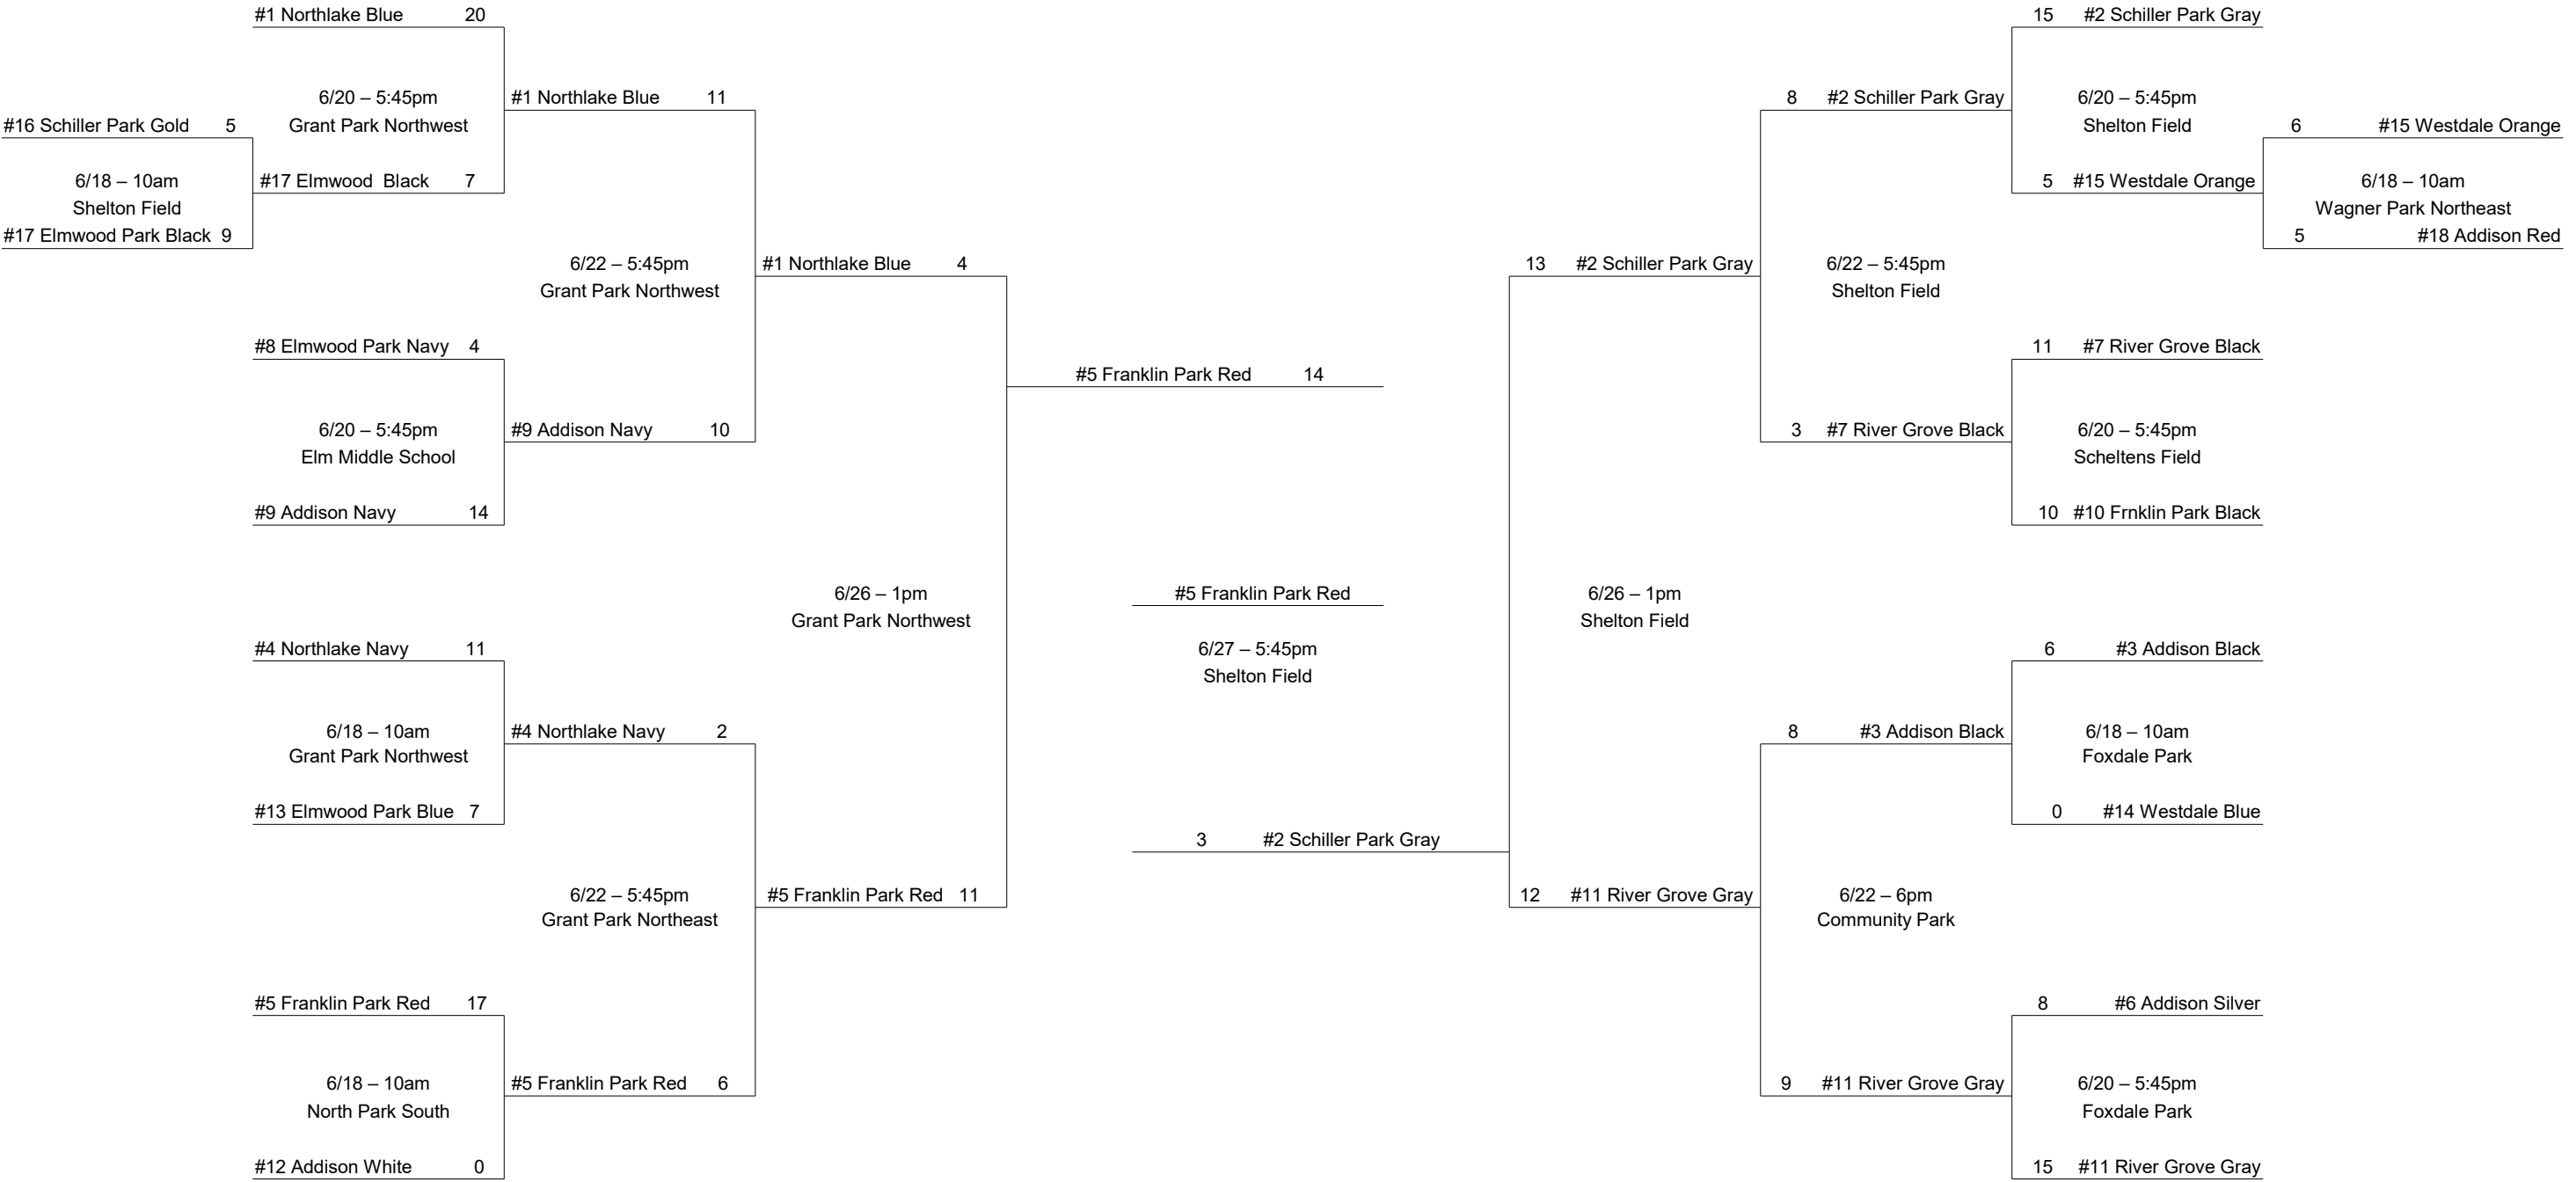 #1 Northlake Blue 20
15 #2 Schiller Park Gray
6/20 – 5:45pm
#1 Northlake Blue 11
8 #2 Schiller Park Gray
6/20 – 5:45pm
#16 Schiller Park Gold 5
Grant Park Northwest
Shelton Field
6 #15 Westdale Orange
6/18 – 10am
#17 Elmwood Black 7
5 #15 Westdale Orange
6/18 – 10am
Shelton Field
Wagner Park Northeast
#17 Elmwood Park Black 9
5 #18 Addison Red
6/22 – 5:45pm
#1 Northlake Blue 4
13 #2 Schiller Park Gray
6/22 – 5:45pm
Grant Park Northwest
Shelton Field
#8 Elmwood Park Navy 4
11 #7 River Grove Black
#5 Franklin Park Red 14
6/20 – 5:45pm
#9 Addison Navy 10
3 #7 River Grove Black
6/20 – 5:45pm
Elm Middle School
Scheltens Field
#9 Addison Navy 14
10 #10 Frnklin Park Black
6/26 – 1pm
#5 Franklin Park Red
6/26 – 1pm
Grant Park Northwest
Shelton Field
#4 Northlake Navy 11
6/27 – 5:45pm
6 #3 Addison Black
Shelton Field
6/18 – 10am
#4 Northlake Navy 2
8 #3 Addison Black
6/18 – 10am
Grant Park Northwest
Foxdale Park
#13 Elmwood Park Blue 7
0 #14 Westdale Blue
3 #2 Schiller Park Gray
6/22 – 5:45pm
#5 Franklin Park Red 11
12 #11 River Grove Gray
6/22 – 6pm
Grant Park Northeast
Community Park
#5 Franklin Park Red 17
8 #6 Addison Silver
6/18 – 10am
#5 Franklin Park Red 6
9 #11 River Grove Gray
6/20 – 5:45pm
North Park South
Foxdale Park
#12 Addison White 0
15 #11 River Grove Gray